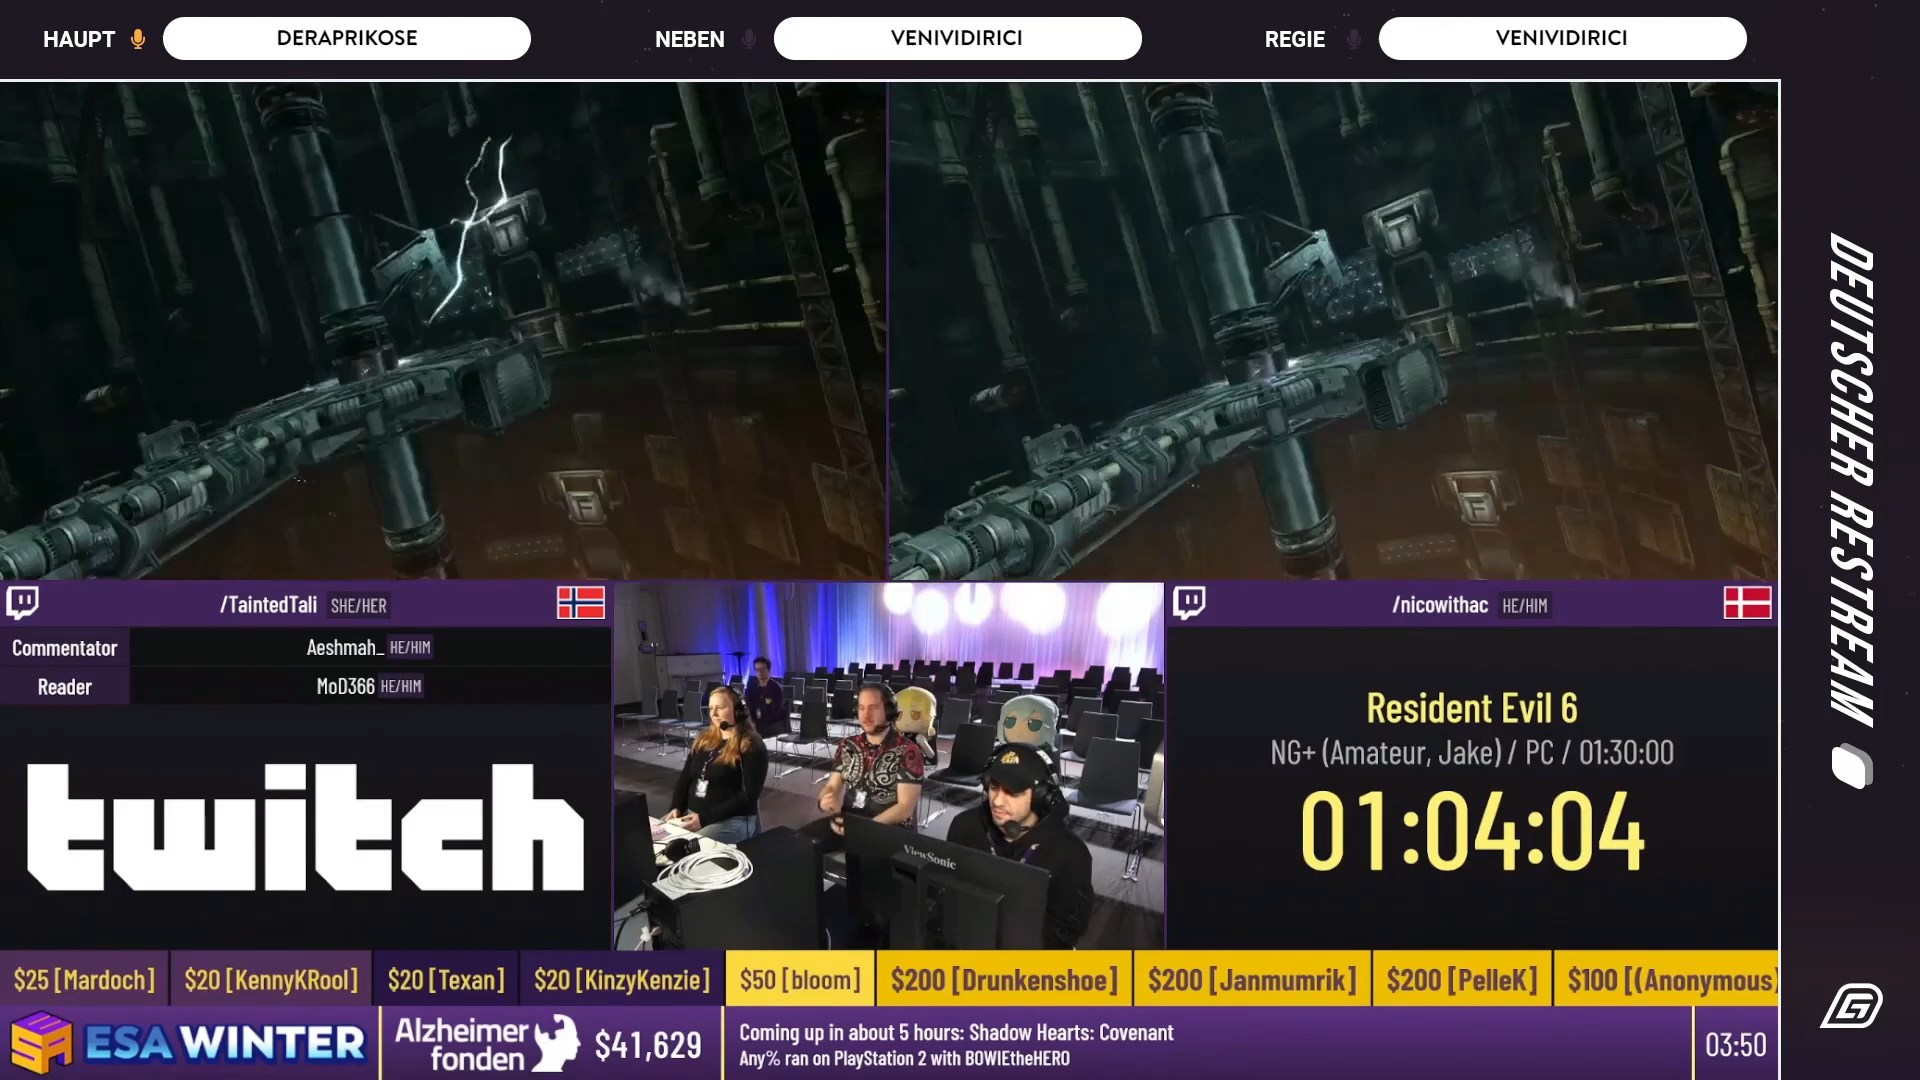 HAUPT DERAPRIKOSE NEBEN VENIVIDIRICI REGIE VENIVIDIRICI
T
T
F
F
/TaintedTali SHE/HER
Commentator Aeshmah_ HE/HIM
Reader MoD366 HE/HIM
twitch
ViewSonic
/nicowithac HE/HIM
Resident Evil 6
NG+ (Amateur, Jake) / PC / 01:30:00
01:04:04
DEUTSCHER RESTREAM
$25 [Mardoch] $20 [KennyKRool] $20 [Texan] $20 [KinzyKenzie] $50 [bloom] $200 [Drunkenshoe] $200 [Janmumrik] $200 [PelleK] $100 [(Anonymous)
ESA WINTER
Alzheimer
fonden
$41,629
Coming up in about 5 hours: Shadow Hearts: Covenant
Any% ran on PlayStation 2 with BOWIEtheHERO
03:50